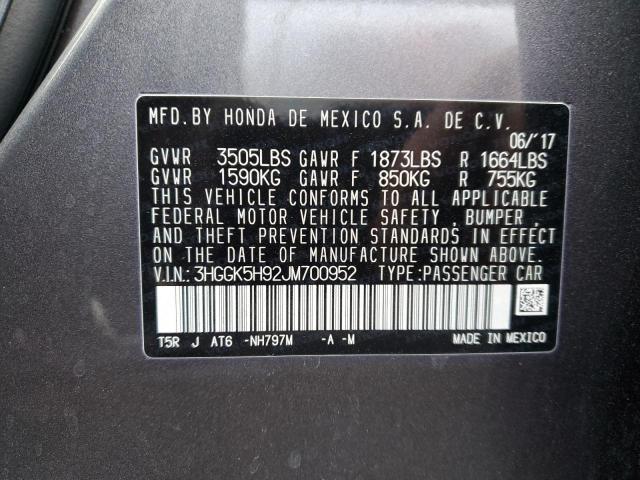 MFD.BY HONDA DE MEXICO S.A. DE C.V.
06/'17
GVWR 3505LBS GAWR F 1873LBS R 1664LBS
GVWR 1590KG GAWR F 850KG R 755KG
THIS VEHICLE CONFORMS TO ALL APPLICABLE
FEDERAL MOTOR VEHICLE SAFETY , BUMPER ,
AND THEFT PREVENTION STANDARDS IN EFFECT
ON THE DATE OF MANUFACTURE SHOWN ABOVE.
V.I.N.: 3HGGK5H92JM700952 TYPE:PASSENGER CAR
T5R J AT6 -NH797M -A -M MADE IN MEXICO